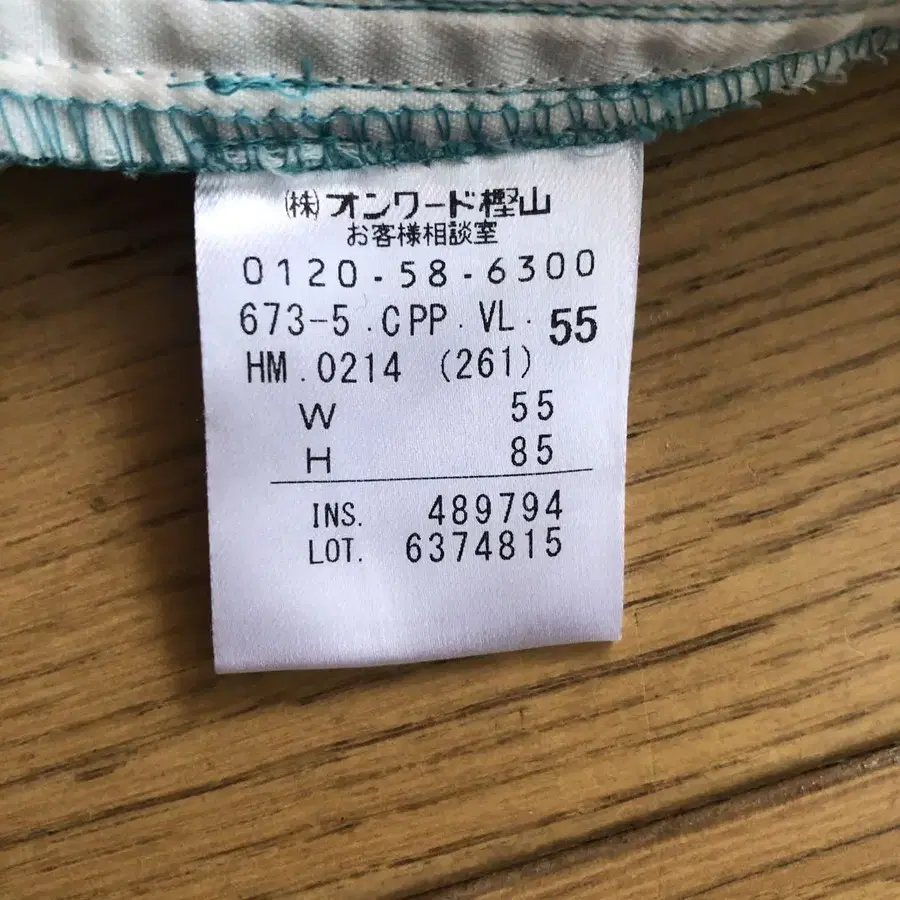 ㈱オンワード樫山
お客様相談室
0120-58-6300
673-5.CPP.VL.55
HM.0214 (261)
W 55
H 85
INS. 489794
LOT. 6374815